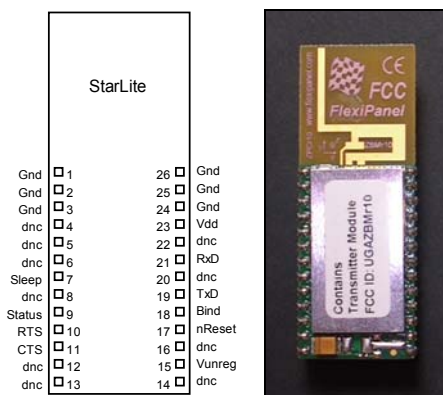 StarLite
Gnd 1 26 Gnd
Gnd 2 25 Gnd
Gnd 3 24 Gnd
dnc 4 23 Vdd
dnc 5 22 dnc
dnc 6 21 RxD
Sleep 7 20 dnc
dnc 8 19 TxD
Status 9 18 Bind
RTS 10 17 nReset
CTS 11 16 dnc
dnc 12 15 Vunreg
dnc 13 14 dnc
CE
FCC
FlexiPanel
www.flexipanel.com
Contains
Transmitter Module
FCC ID: UGAZBMr10